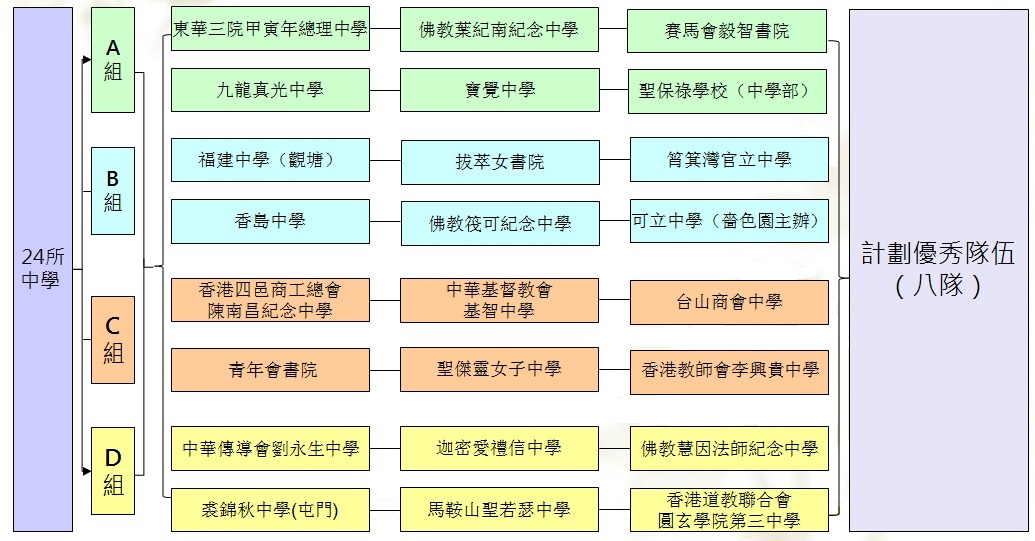 24所
中學
A
組
東華三院甲寅年總理中學
佛教葉紀南紀念中學
賽馬會毅智書院
九龍真光中學
寶覺中學
聖保祿學校（中學部）
B
組
福建中學（觀塘）
拔萃女書院
筲箕灣官立中學
香島中學
佛教筏可紀念中學
可立中學（嗇色園主辦）
C
組
香港四邑商工總會
陳南昌紀念中學
中華基督教會
基智中學
台山商會中學
青年會書院
聖傑靈女子中學
香港教師會李興貴中學
D
組
中華傳導會劉永生中學
迦密愛禮信中學
佛教慧因法師紀念中學
裘錦秋中學(屯門)
馬鞍山聖若瑟中學
香港道教聯合會
圓玄學院第三中學
計劃優秀隊伍
（八隊）